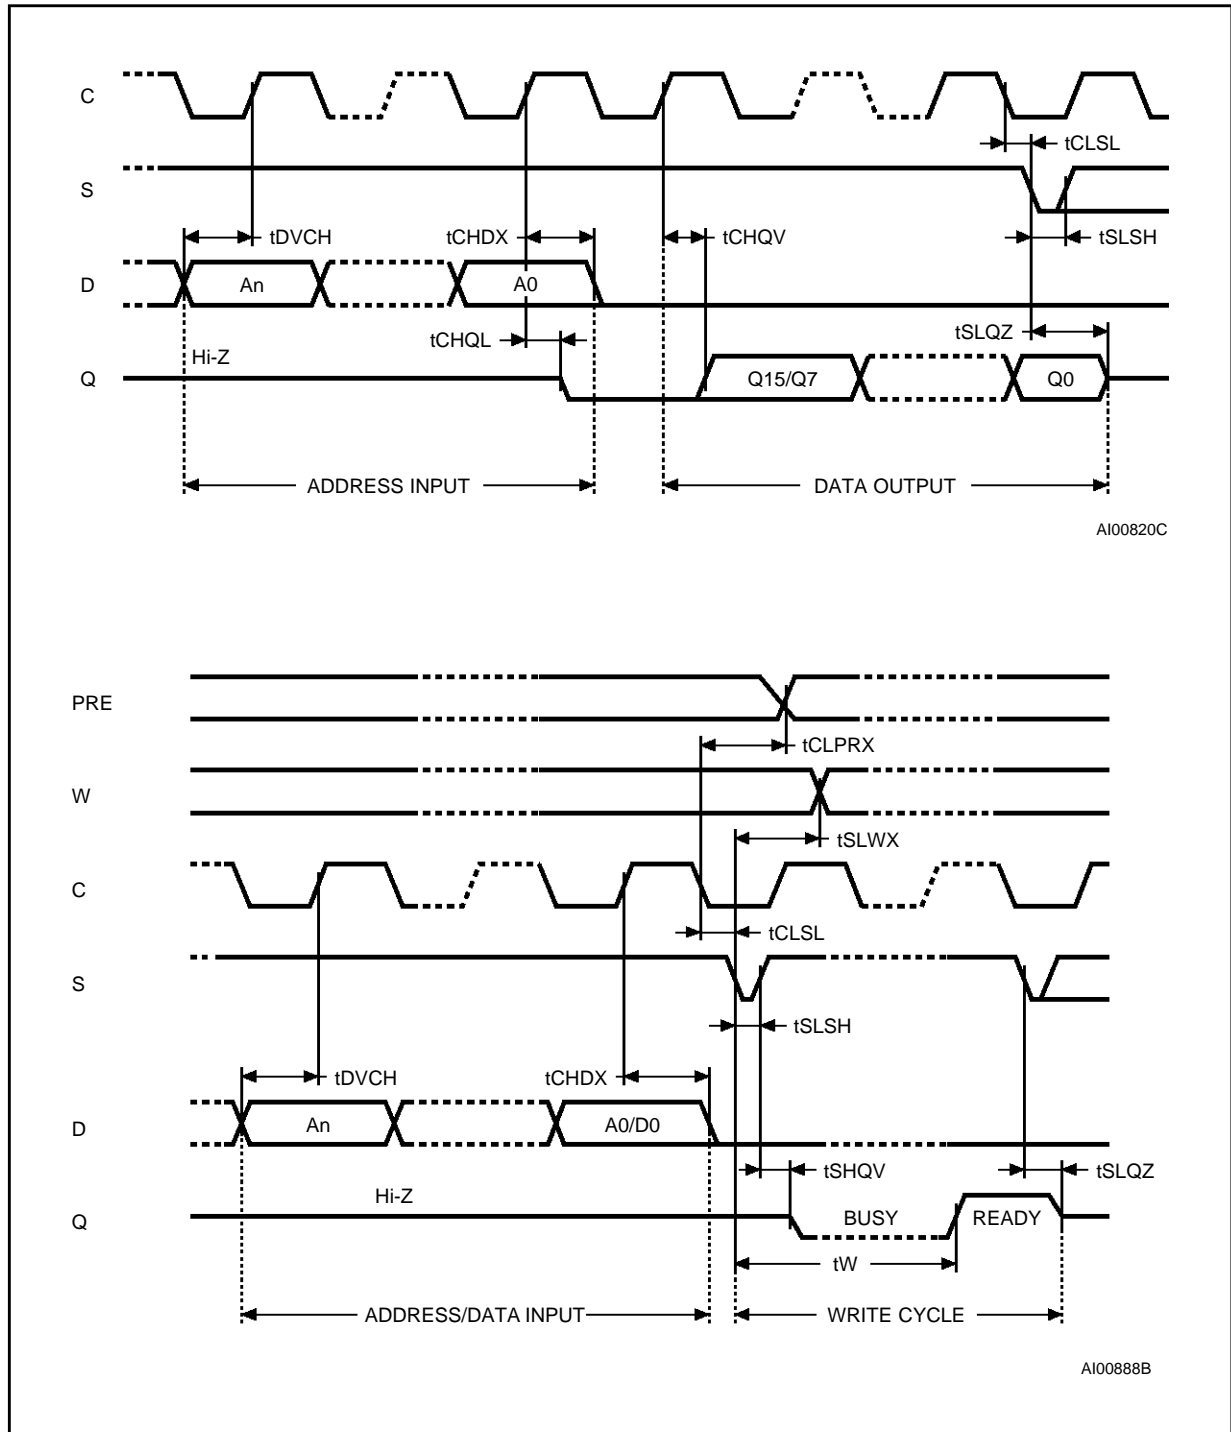 C
tCLSL
S
tDVCH
tCHDX
tCHQV
tSLSH
D
An
A0
tCHQL
tSLQZ
Hi-Z
Q
Q15/Q7
Q0
ADDRESS INPUT
DATA OUTPUT
AI00820C
PRE
tCLPRX
W
tSLWX
C
tCLSL
S
tSLSH
tDVCH
tCHDX
D
An
A0/D0
tSHQV
tSLQZ
Hi-Z
Q
BUSY
READY
tW
ADDRESS/DATA INPUT
WRITE CYCLE
AI00888B